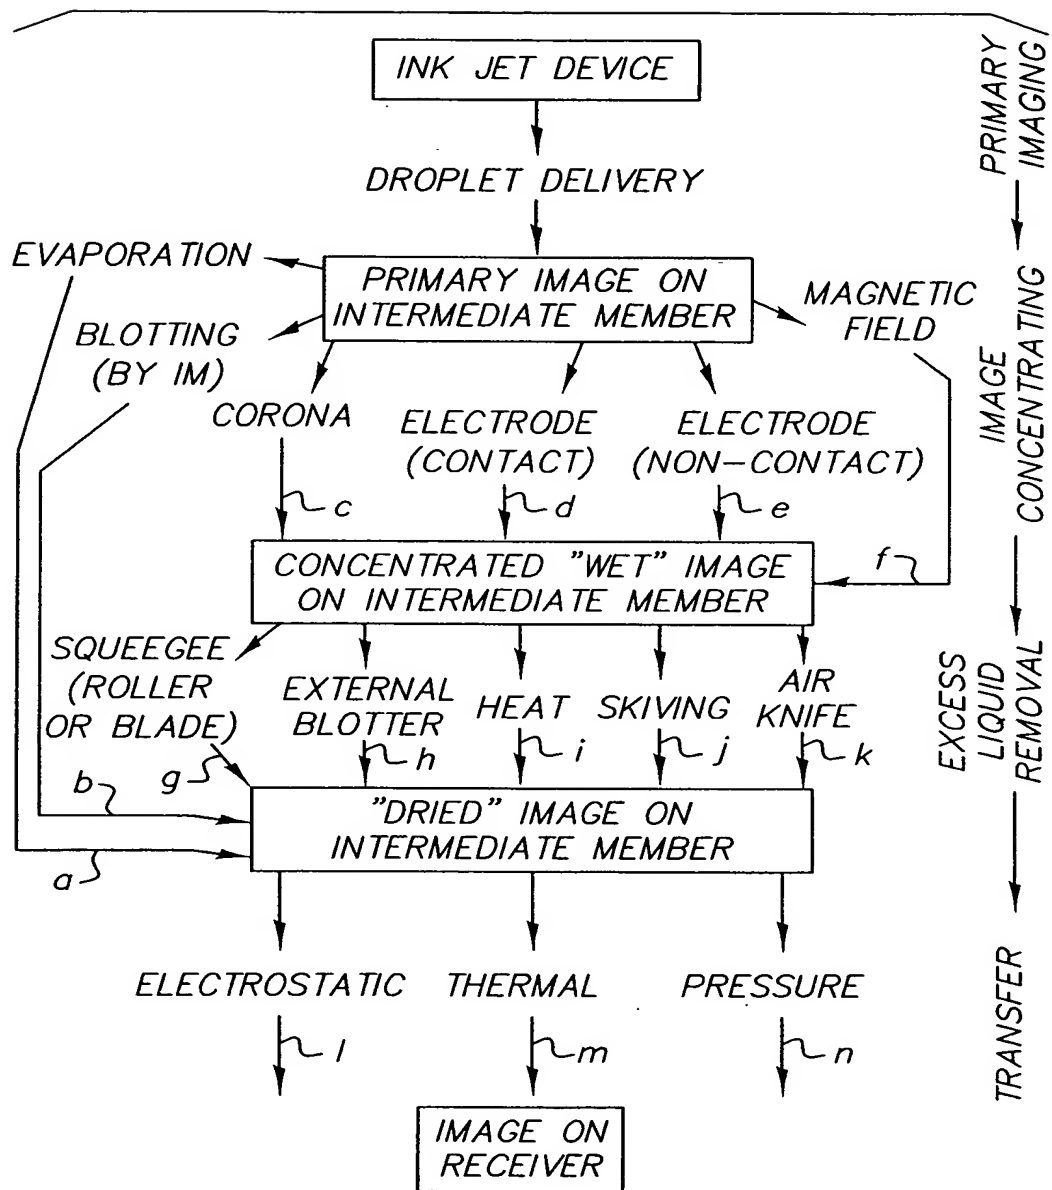 INK JET DEVICE
DROPLET DELIVERY
EVAPORATION
PRIMARY IMAGE ON
INTERMEDIATE MEMBER
MAGNETIC
FIELD
BLOTTING
(BY IM)
CORONA
ELECTRODE
(CONTACT)
ELECTRODE
(NON-CONTACT)
c
d
e
f
CONCENTRATED "WET" IMAGE
ON INTERMEDIATE MEMBER
SQUEEGEE
(ROLLER
OR BLADE)
EXTERNAL
BLOTTER
HEAT
SKIVING
AIR
KNIFE
g
h
i
j
k
b
a
"DRIED" IMAGE ON
INTERMEDIATE MEMBER
ELECTROSTATIC
THERMAL
PRESSURE
l
m
n
IMAGE ON
RECEIVER
PRIMARY
IMAGING
IMAGE
CONCENTRATING
EXCESS
LIQUID
REMOVAL
TRANSFER